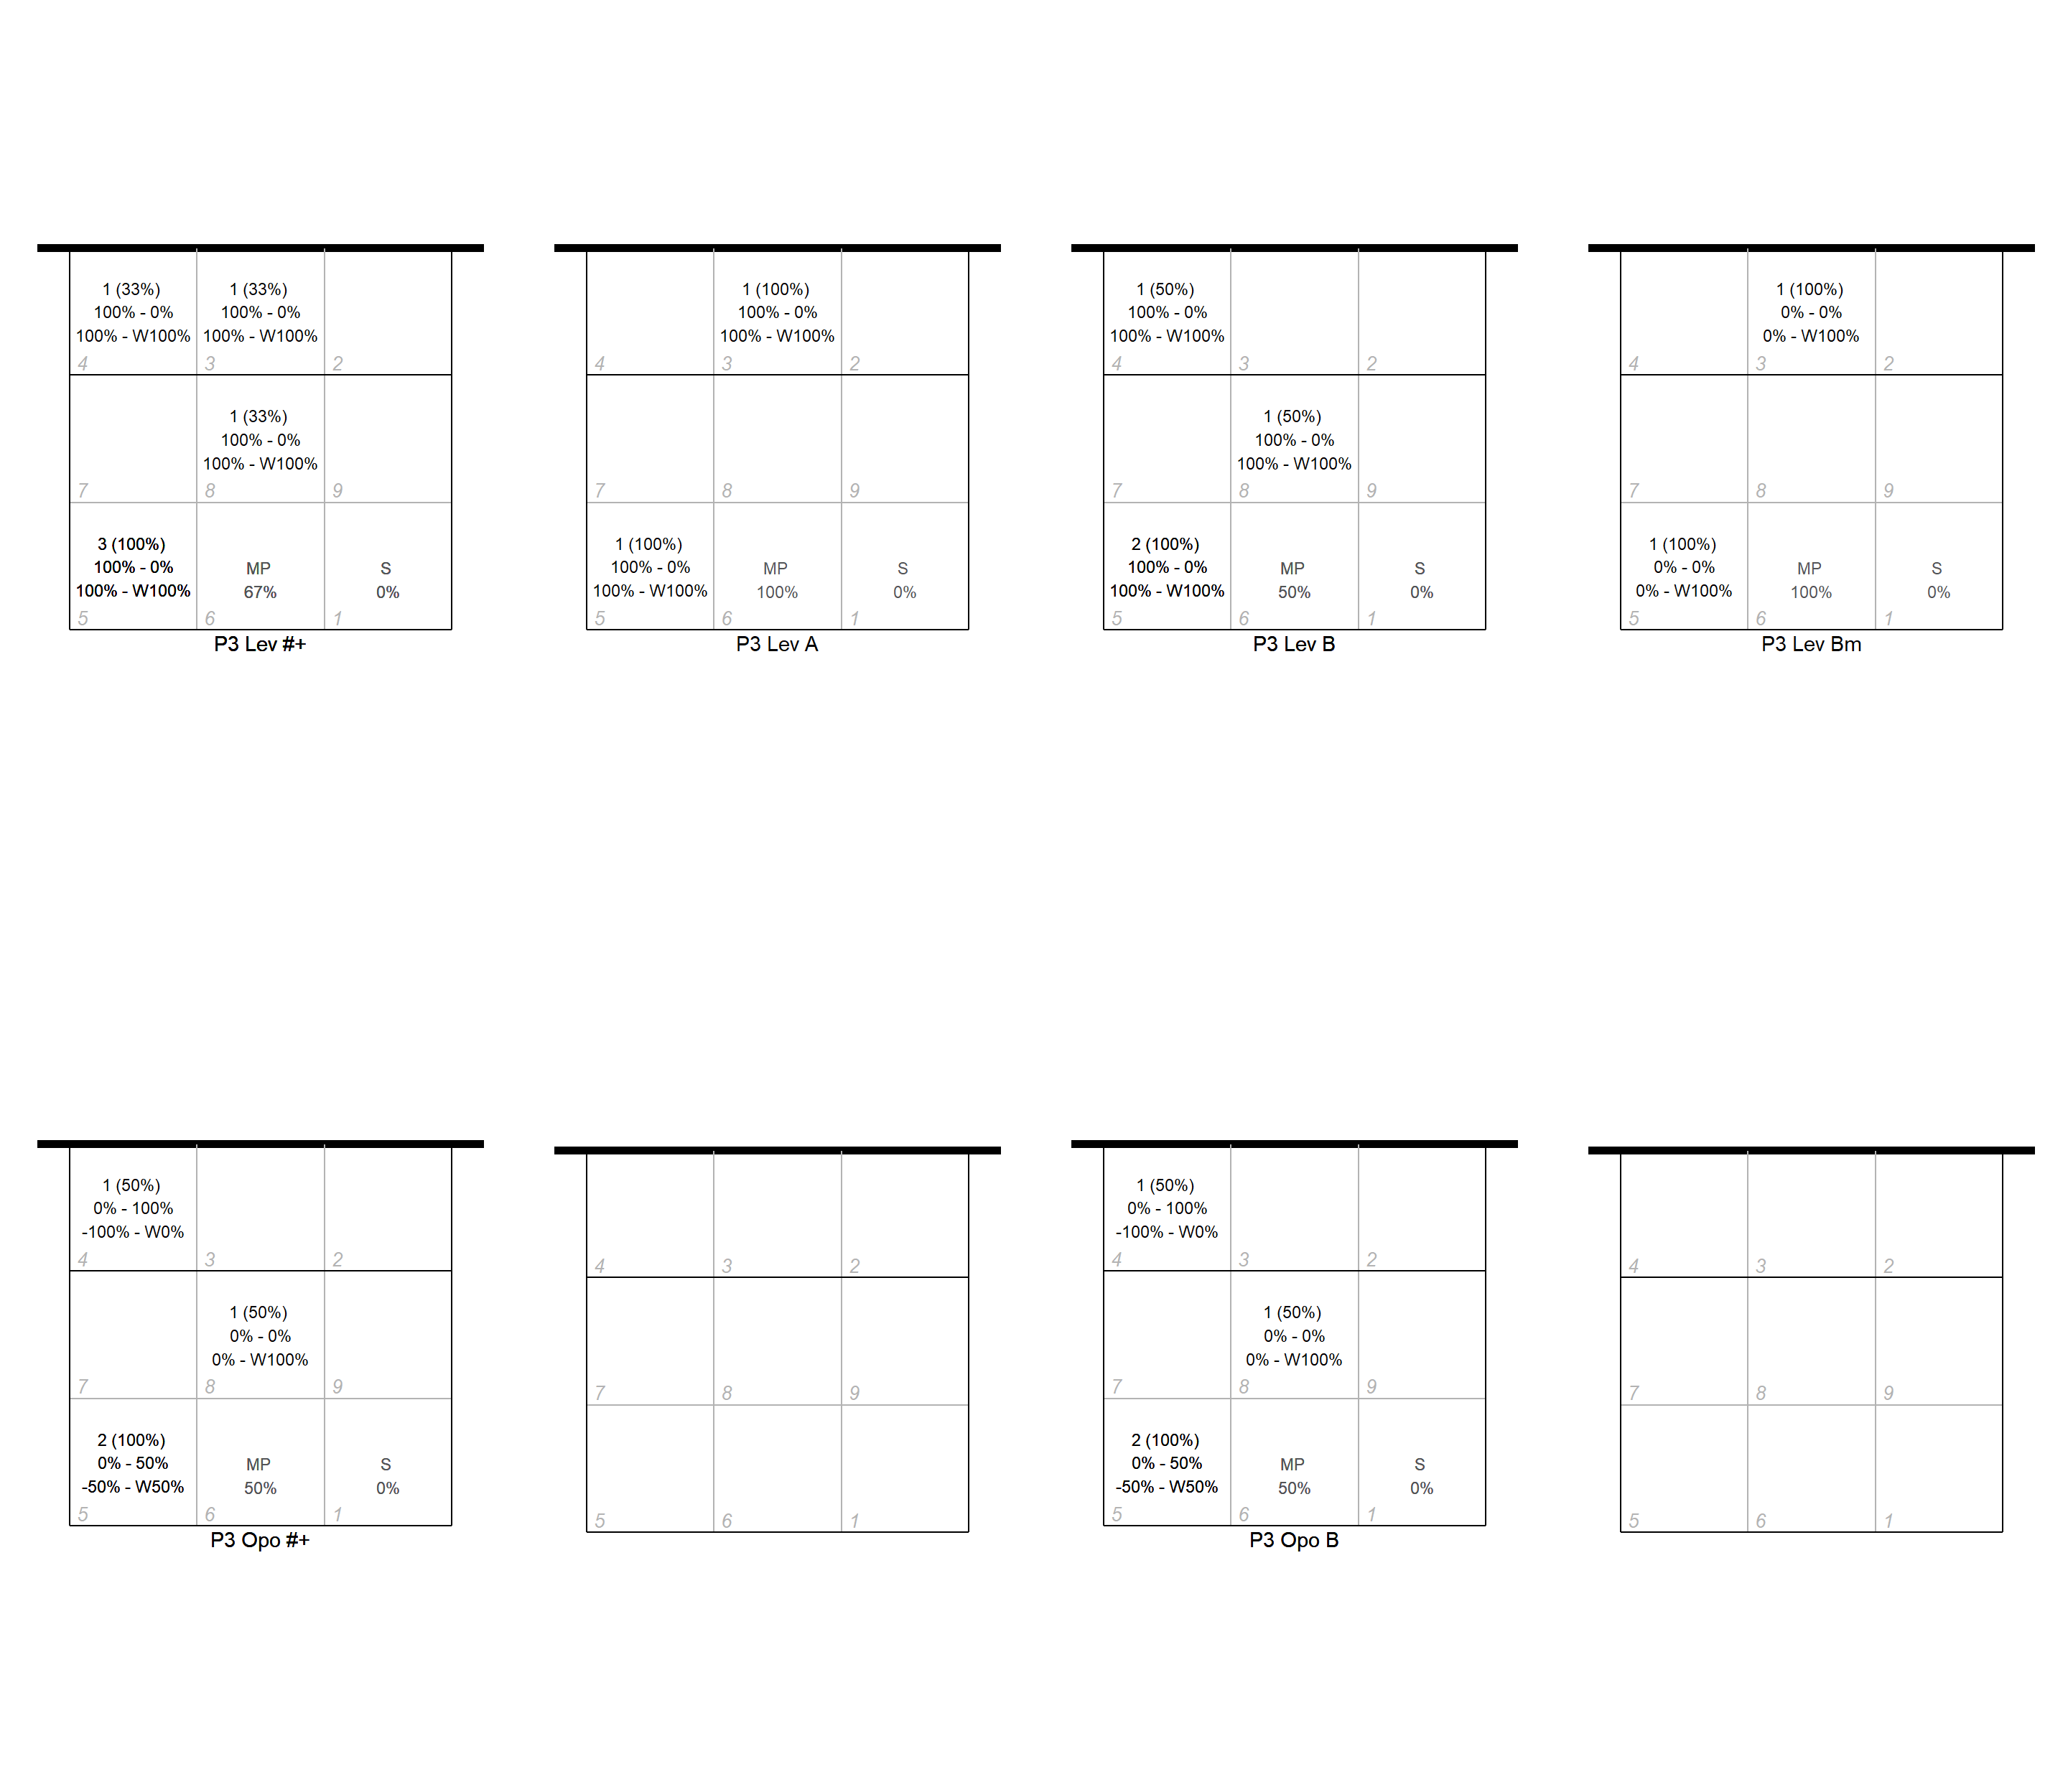 1 (33%)
100% - 0%
100% - W100%
4
1 (33%)
100% - 0%
100% - W100%
3
2
7
1 (33%)
100% - 0%
100% - W100%
8
9
3 (100%)
100% - 0%
100% - W100%
5
MP
67%
6
S
0%
1
P3 Lev #+
4
1 (100%)
100% - 0%
100% - W100%
3
2
7
8
9
1 (100%)
100% - 0%
100% - W100%
5
MP
100%
6
S
0%
1
P3 Lev A
1 (50%)
100% - 0%
100% - W100%
4
3
2
7
1 (50%)
100% - 0%
100% - W100%
8
9
2 (100%)
100% - 0%
100% - W100%
5
MP
50%
6
S
0%
1
P3 Lev B
4
1 (100%)
0% - 0%
0% - W100%
3
2
7
8
9
1 (100%)
0% - 0%
0% - W100%
5
MP
100%
6
S
0%
1
P3 Lev Bm
1 (50%)
0% - 100%
-100% - W0%
4
3
2
7
1 (50%)
0% - 0%
0% - W100%
8
9
2 (100%)
0% - 50%
-50% - W50%
5
MP
50%
6
S
0%
1
P3 Opo #+
4
3
2
7
8
9
5
6
1
1 (50%)
0% - 100%
-100% - W0%
4
3
2
7
1 (50%)
0% - 0%
0% - W100%
8
9
2 (100%)
0% - 50%
-50% - W50%
5
MP
50%
6
S
0%
1
P3 Opo B
4
3
2
7
8
9
5
6
1